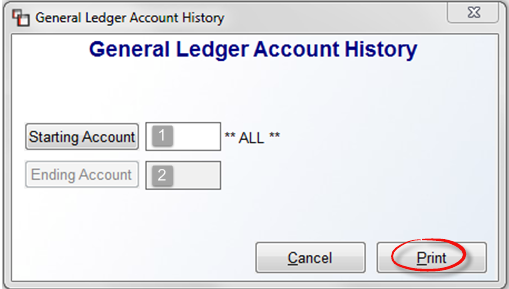 General Ledger Account History
General Ledger Account History
Starting Account 1 ** ALL **
Ending Account 2
Cancel Print